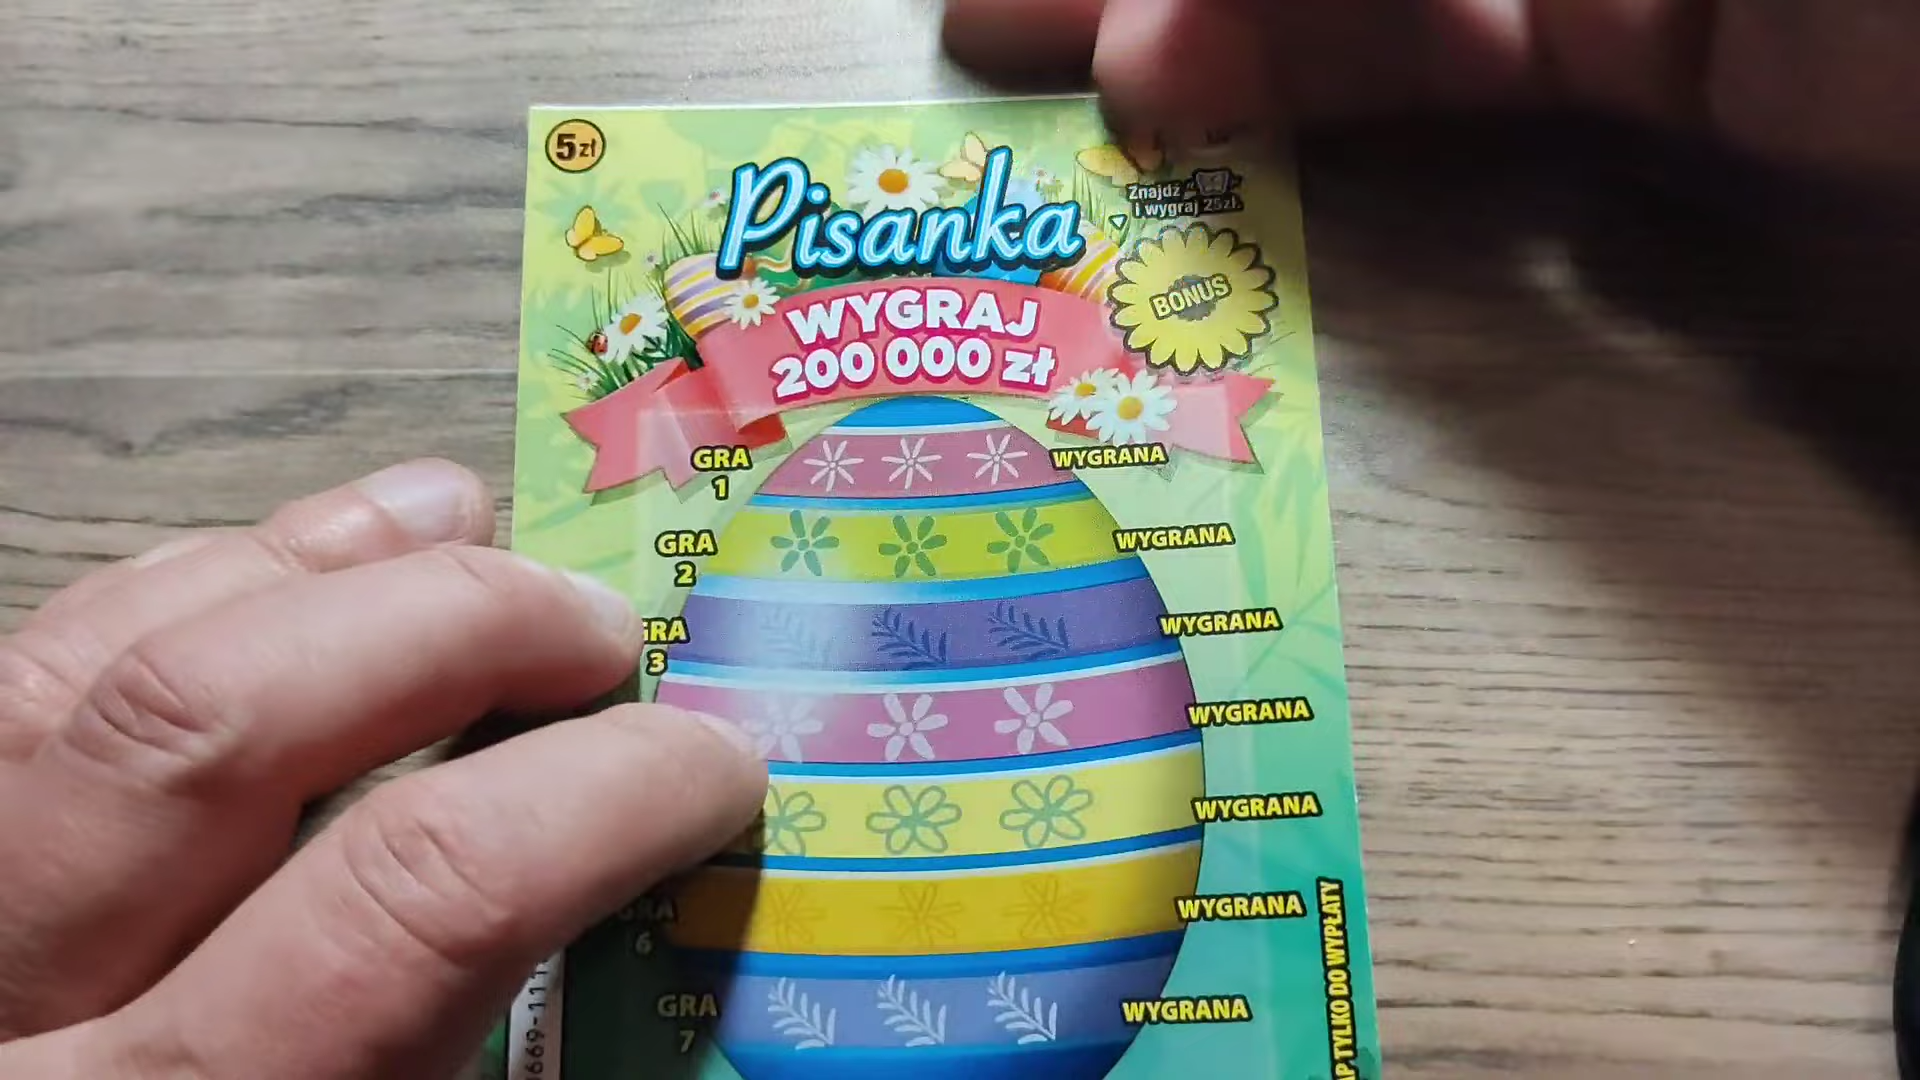 5zł
Pisanka
Znajdź „
i wygraj 25zł.
BONUS
WYGRAJ
200 000 zł
GRA
1
WYGRANA
GRA
2
WYGRANA
GRA
3
WYGRANA
WYGRANA
WYGRANA
GRA
6
WYGRANA
GRA
7
WYGRANA
TYLKO DO WYPŁATY